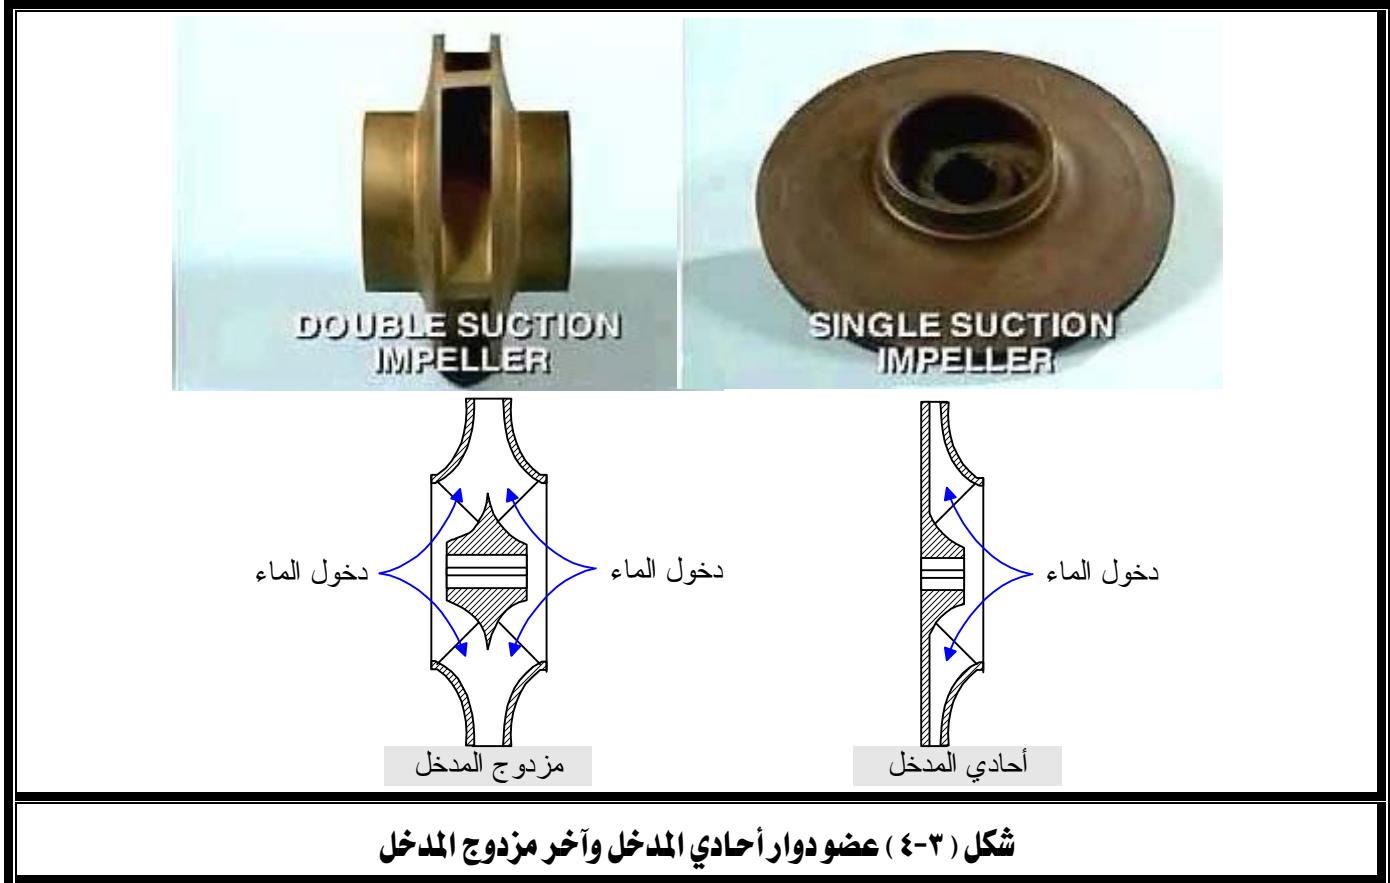 DOUBLE SUCTION
IMPELLER
SINGLE SUCTION
IMPELLER
دخول الماء
دخول الماء
دخول الماء
مزدوج المدخل
أحادي المدخل
شكل (٣-٤) عضو دوار أحادي المدخل وآخر مزدوج المدخل